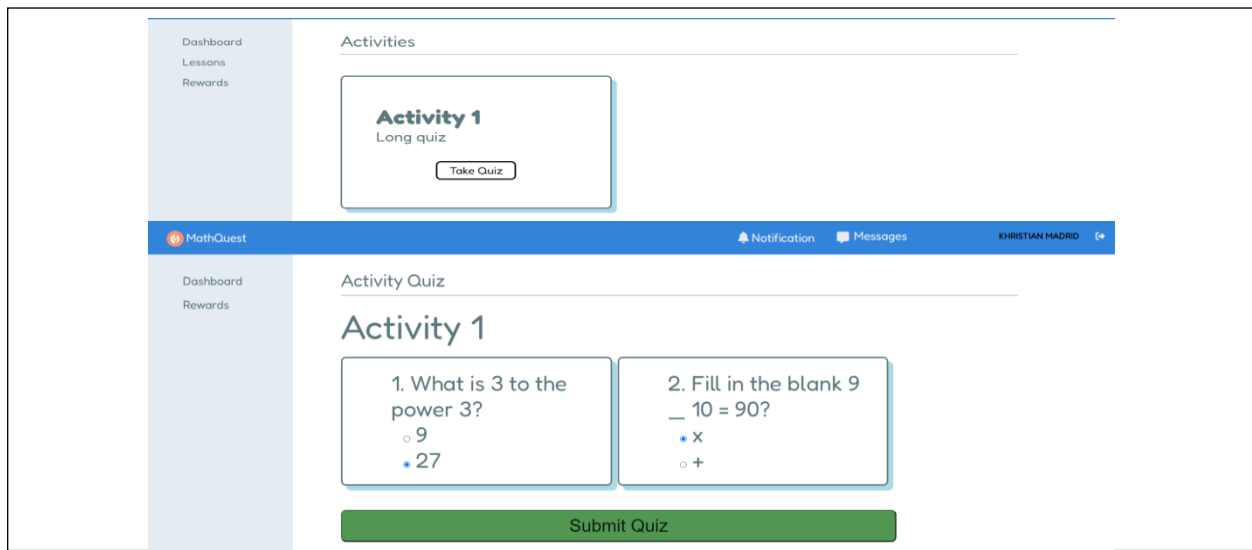 Dashboard
Activities
Lessons
Rewards
Activity 1
Long quiz
Take Quiz
MathQuest
Notification
Messages
KHRISTIAN MADRID
Dashboard
Activity Quiz
Rewards
Activity 1
1. What is 3 to the
power 3?
9
27
2. Fill in the blank 9
_ 10 = 90?
x
+
Submit Quiz